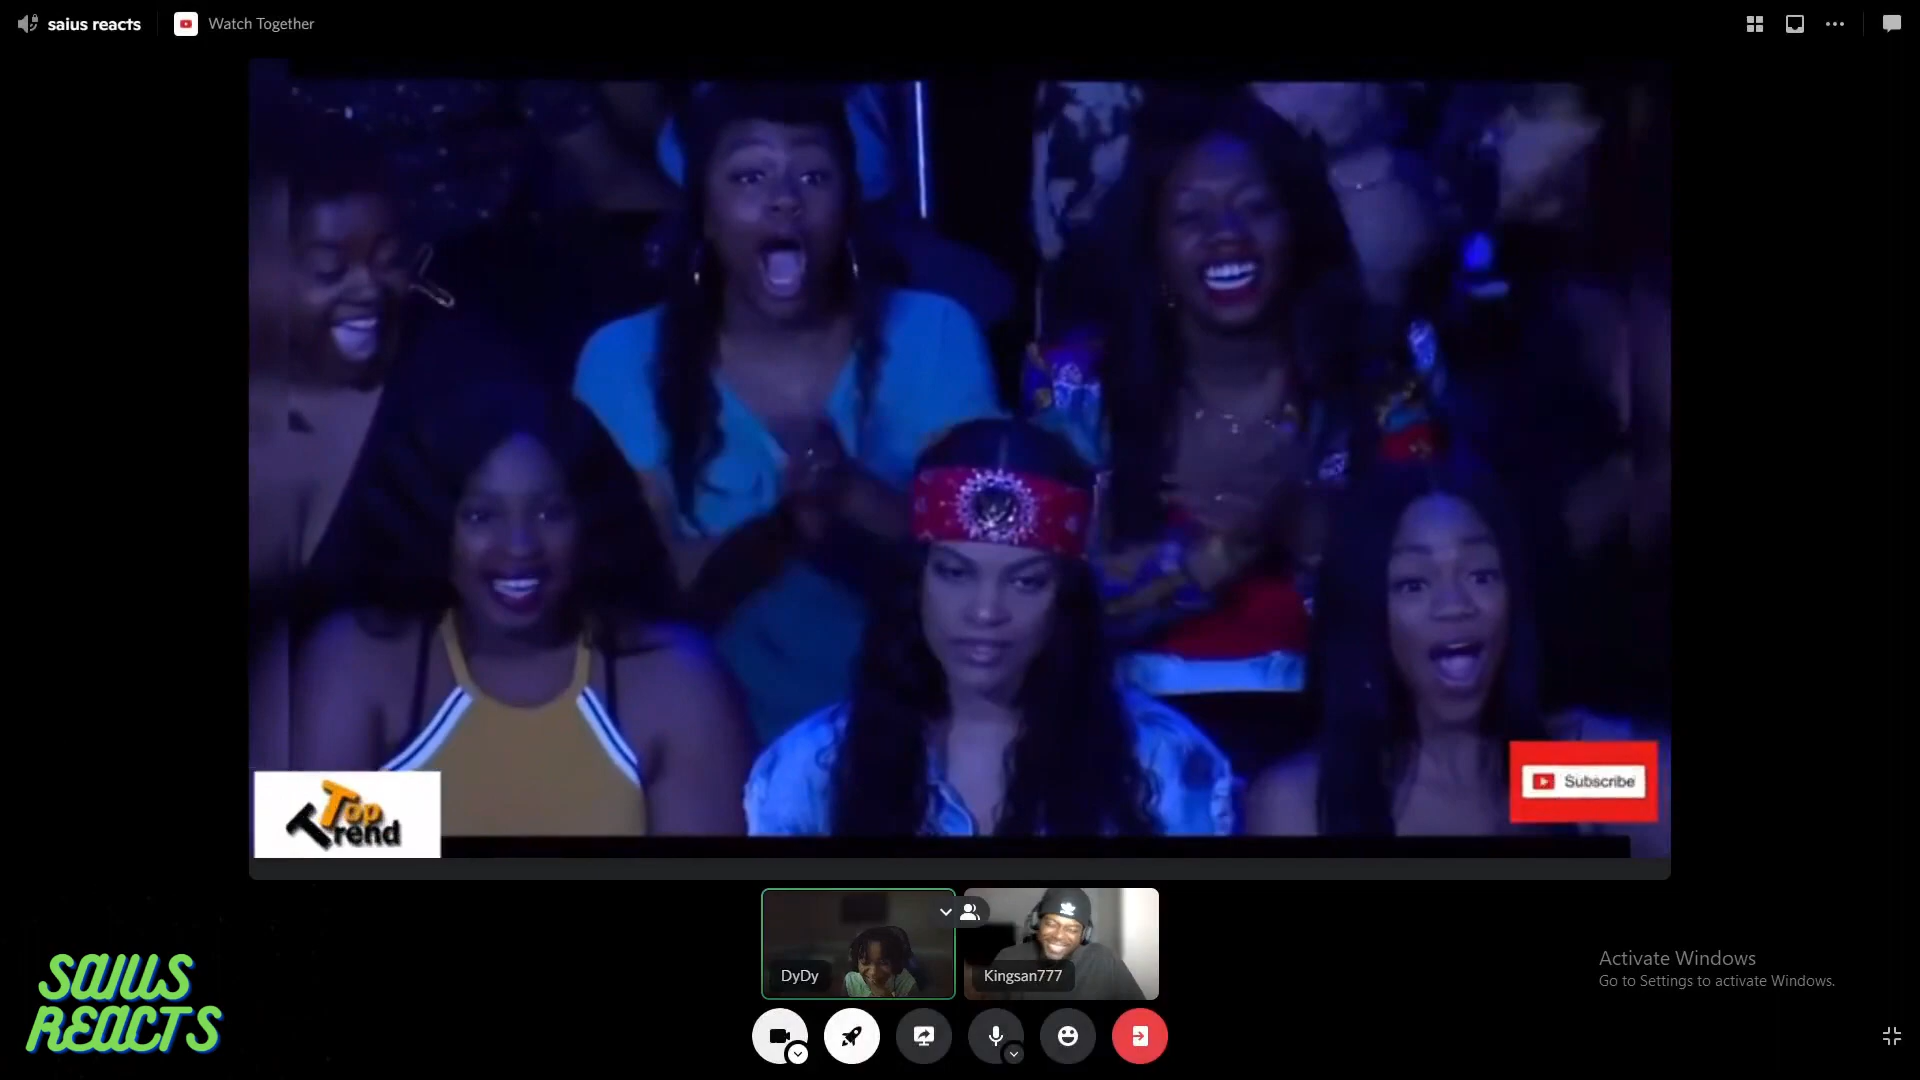 saius reacts
Watch Together
Top
Trend
Subscribe
DyDy
Kingsan777
SAIUS
REACTS
Activate Windows
Go to Settings to activate Windows.